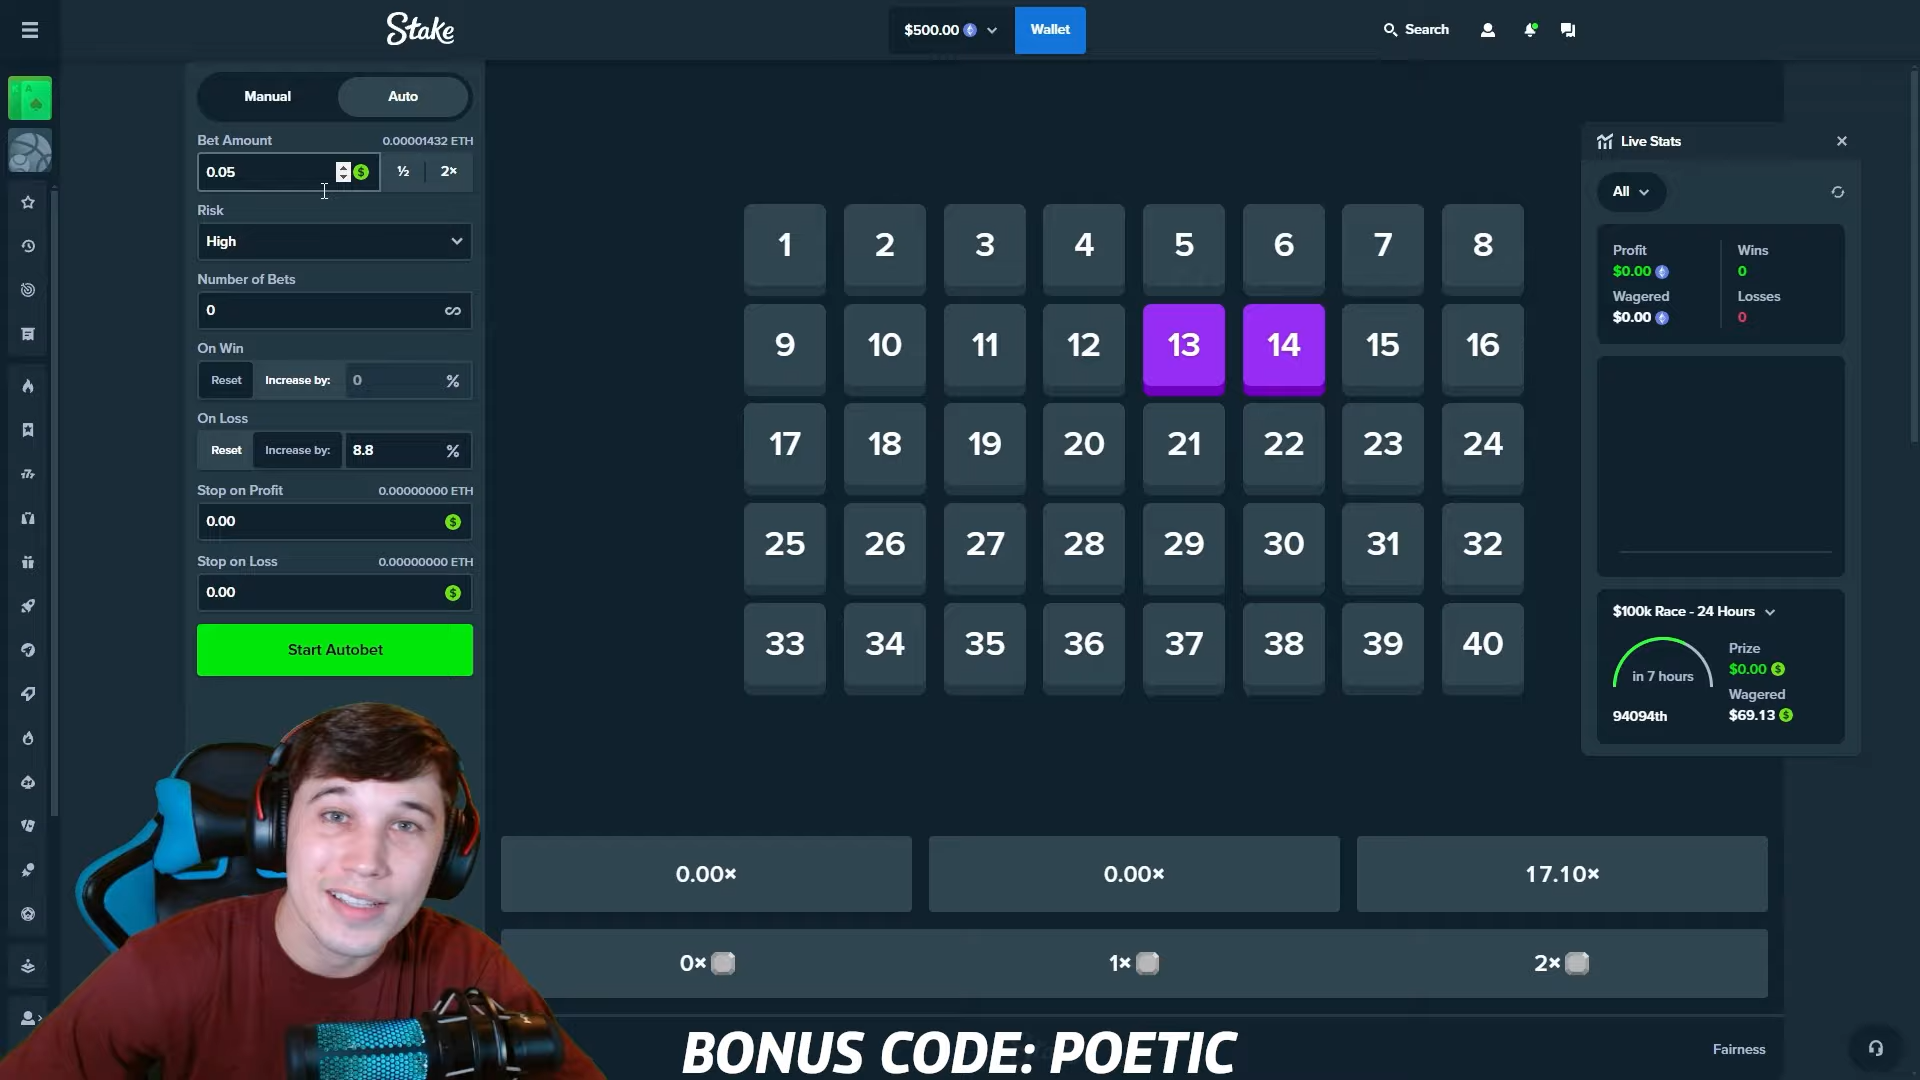 Stake
$500.00
Wallet
Search
Manual
Auto
Bet Amount
0.00001432 ETH
0.05
½
2×
Risk
High
Number of Bets
0
On Win
Reset
Increase by:
0
%
On Loss
Reset
Increase by:
8.8
%
Stop on Profit
0.00000000 ETH
0.00
Stop on Loss
0.00000000 ETH
0.00
Start Autobet
1 2 3 4 5 6 7 8
9 10 11 12 13 14 15 16
17 18 19 20 21 22 23 24
25 26 27 28 29 30 31 32
33 34 35 36 37 38 39 40
0.00× 0.00× 17.10×
0× 1× 2×
Live Stats
All
Profit
$0.00
Wins
0
Wagered
$0.00
Losses
0
$100k Race - 24 Hours
in 7 hours
94094th
Prize
$0.00
Wagered
$69.13
BONUS CODE: POETIC
Fairness